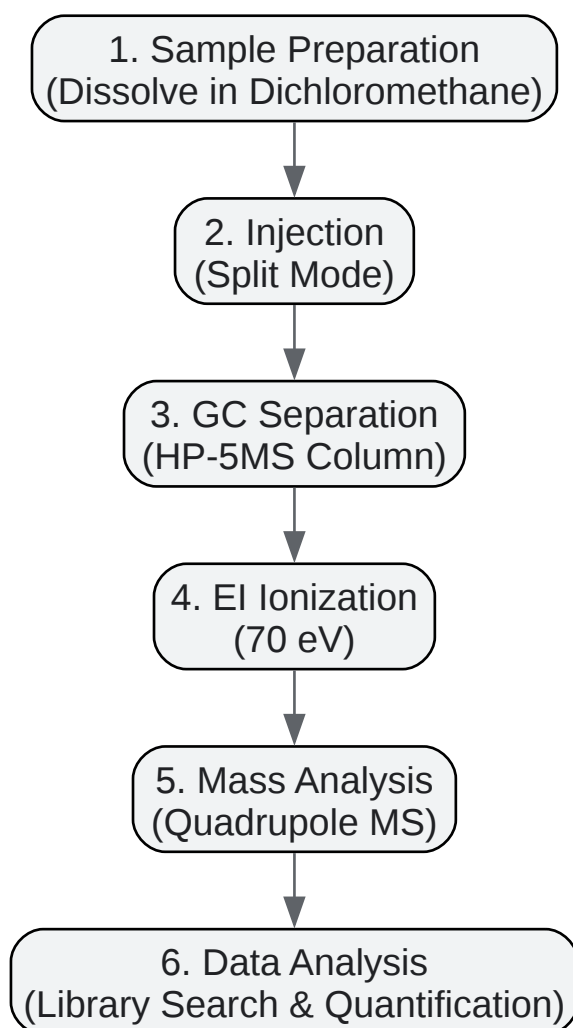 1. Sample Preparation
(Dissolve in Dichloromethane)
2. Injection
(Split Mode)
3. GC Separation
(HP-5MS Column)
4. EI Ionization
(70 eV)
5. Mass Analysis
(Quadrupole MS)
6. Data Analysis
(Library Search & Quantification)